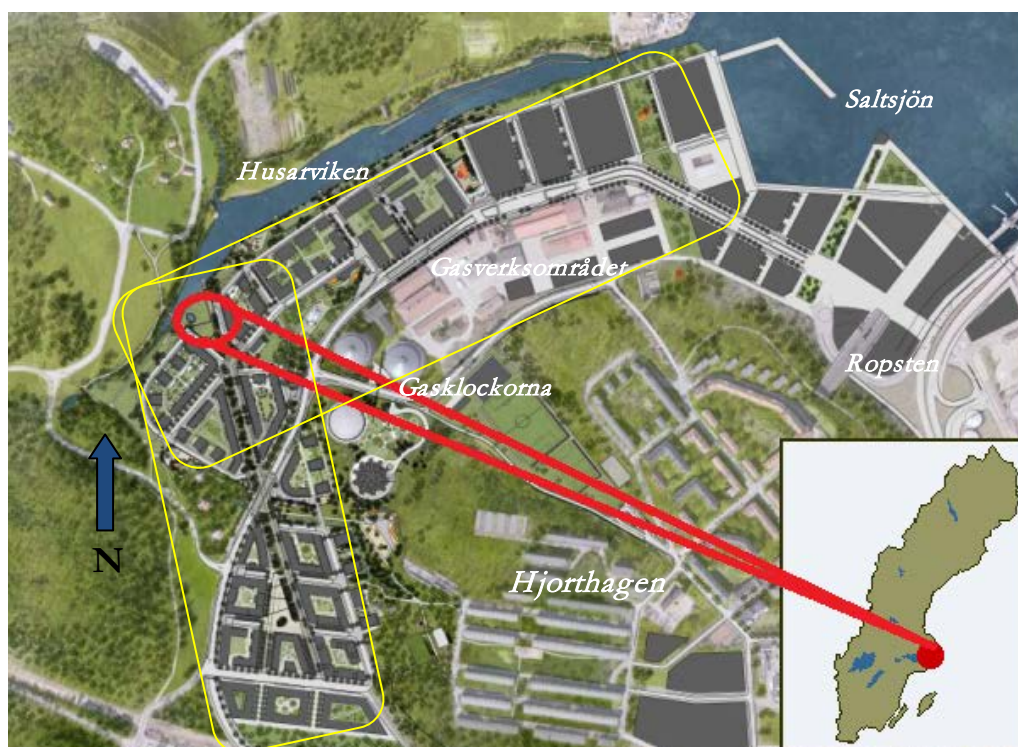 Saltsjön
Husarviken
Gasverksområdet
Ropsten
Gasklockorna
N
Hjorthagen